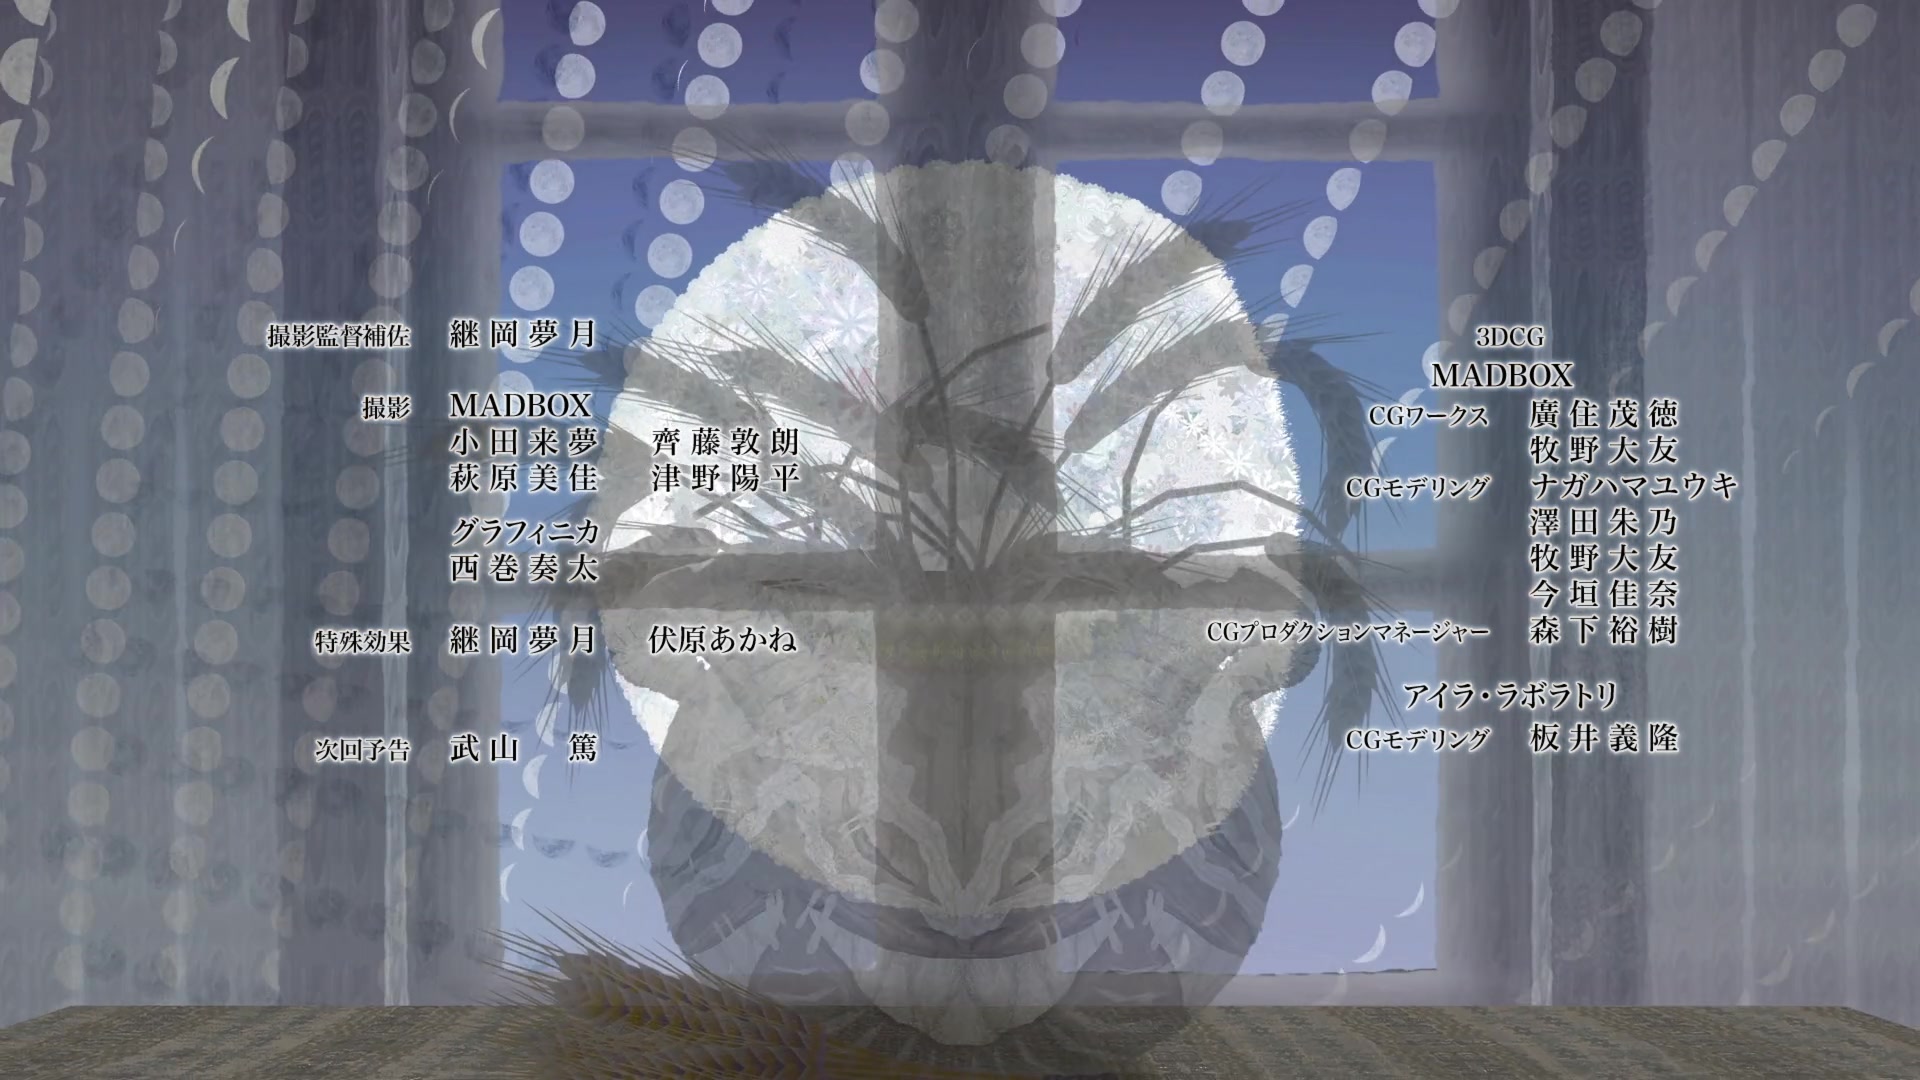 撮影監督補佐 継岡夢月
撮影 MADBOX
小田来夢 齊藤敦朗
萩原美佳 津野陽平
グラフィニカ
西巻奏太
特殊効果 継岡夢月 伏原あかね
次回予告 武山 篤
3DCG
MADBOX
CGワークス 廣住茂徳
牧野大友
CGモデリング ナガハマユウキ
澤田朱乃
牧野大友
今垣佳奈
CGプロダクションマネージャー 森下裕樹
アイラ・ラボラトリ
CGモデリング 板井義隆